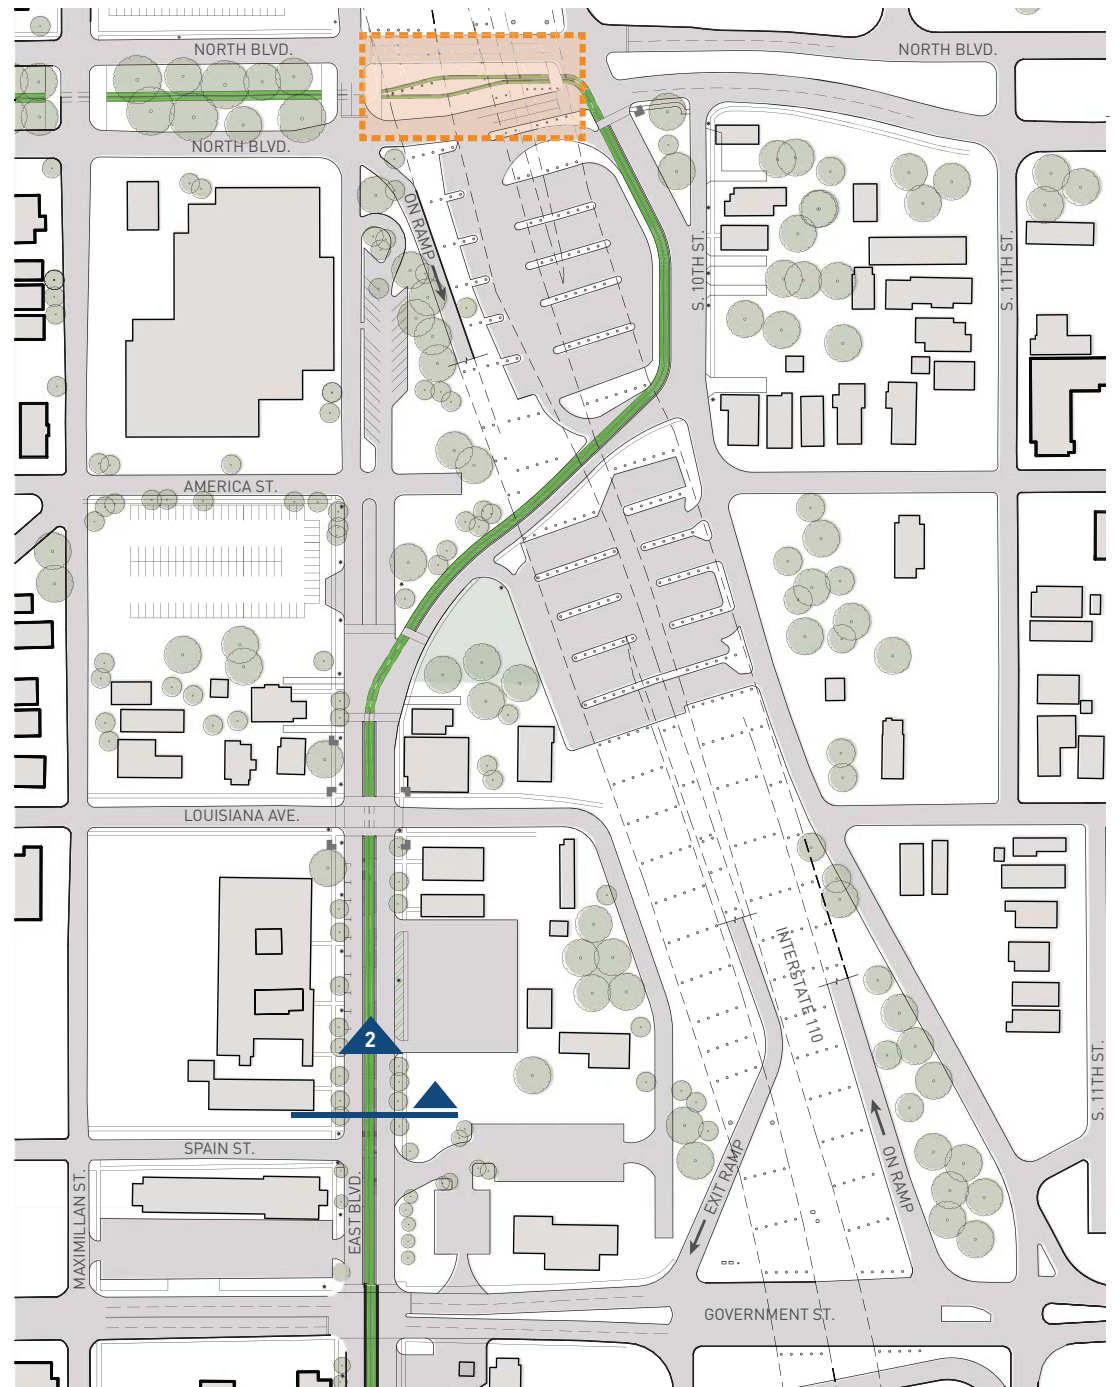 NORTH BLVD.
NORTH BLVD.
NORTH BLVD.
ON RAMP
S. 10TH ST.
S. 11TH ST.
AMERICA ST.
LOUISIANA AVE.
INTERSTATE 110
2
S. 11TH ST.
SPAIN ST.
MAXIMILLAN ST.
EAST BLVD.
EXIT RAMP
ON RAMP
GOVERNMENT ST.